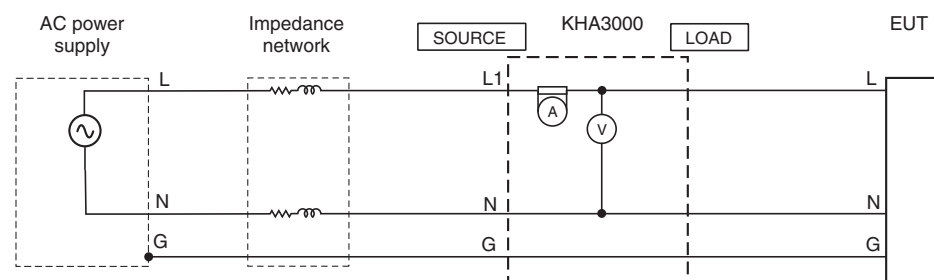 AC power
supply
Impedance
network
SOURCE
KHA3000
LOAD
EUT
L
L1
L
A
V
N
N
N
G
G
G